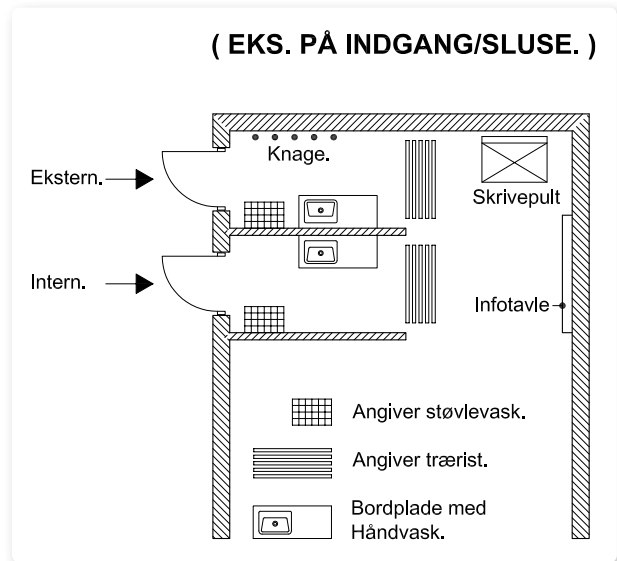 ( EKS. PÅ INDGANG/SLUSE. )
Knage.
Ekstern.
Skrivepult
Intern.
Infotavle
Angiver støvlevask.
Angiver trærist.
Bordplade med
Håndvask.